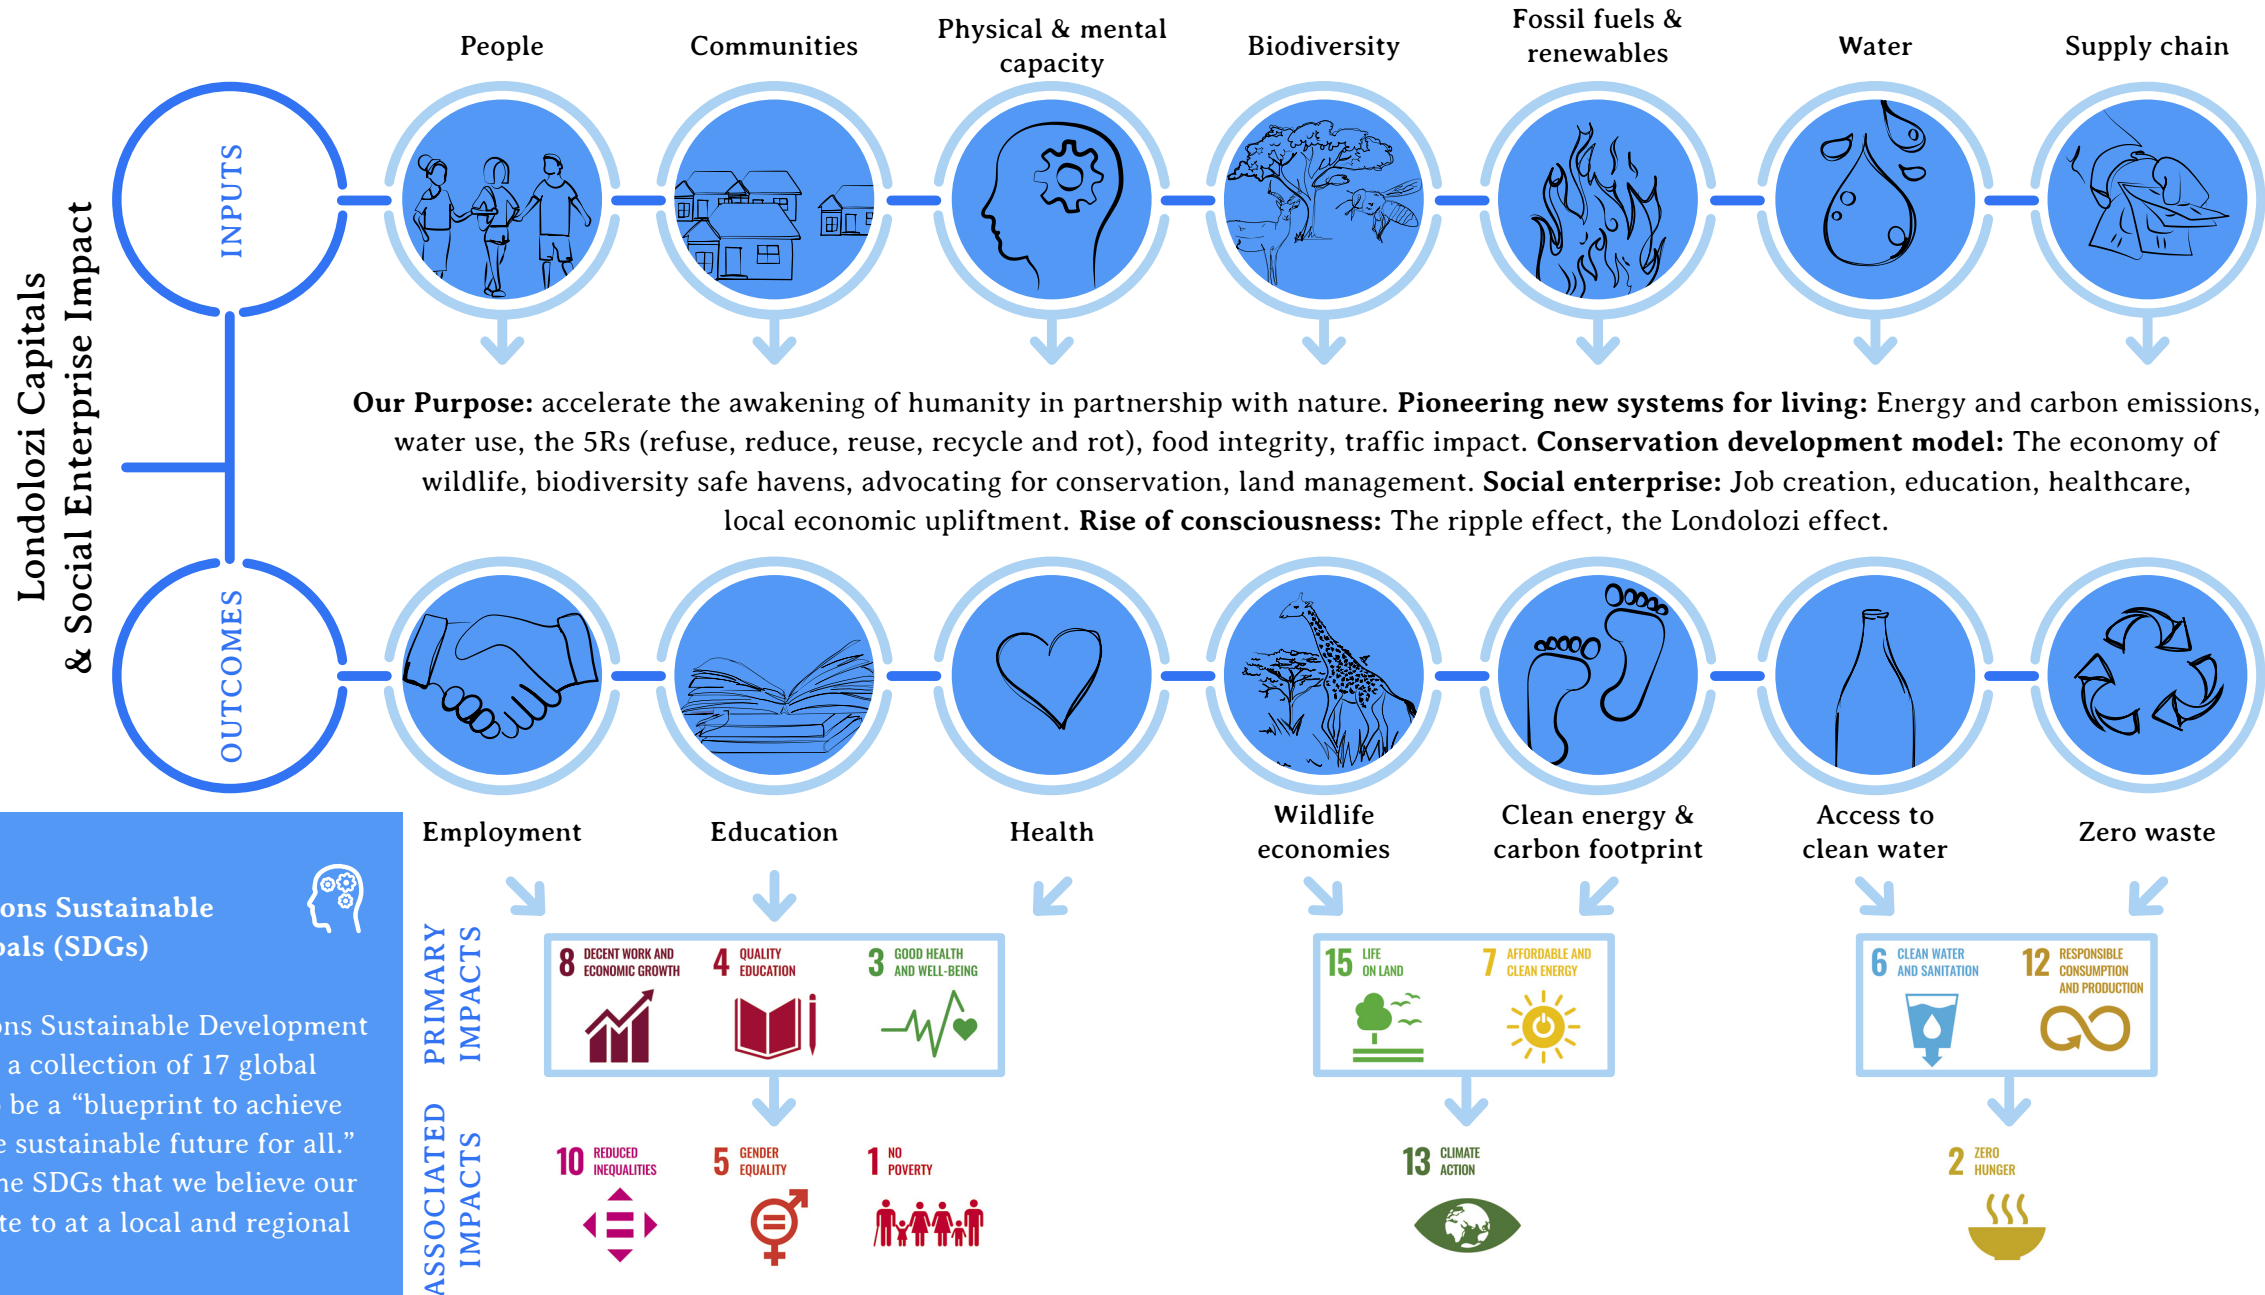 People
Communities
Physical & mental
capacity
Biodiversity
Fossil fuels &
renewables
Water
Supply chain
Londolozi Capitals
& Social Enterprise Impact
INPUTS
Our Purpose: accelerate the awakening of humanity in partnership with nature. Pioneering new systems for living: Energy and carbon emissions,
water use, the 5Rs (refuse, reduce, reuse, recycle and rot), food integrity, traffic impact. Conservation development model: The economy of
wildlife, biodiversity safe havens, advocating for conservation, land management. Social enterprise: Job creation, education, healthcare,
local economic upliftment. Rise of consciousness: The ripple effect, the Londolozi effect.
OUTCOMES
Employment
Education
Health
Wildlife
economies
Clean energy &
carbon footprint
Access to
clean water
Zero waste
ons Sustainable
als (SDGs)
ns Sustainable Development
a collection of 17 global
be a “blueprint to achieve
e sustainable future for all.”
he SDGs that we believe our
te to at a local and regional
PRIMARY
IMPACTS
8 DECENT WORK AND
ECONOMIC GROWTH
4 QUALITY
EDUCATION
3 GOOD HEALTH
AND WELL-BEING
15 LIFE
ON LAND
7 AFFORDABLE AND
CLEAN ENERGY
6 CLEAN WATER
AND SANITATION
12 RESPONSIBLE
CONSUMPTION
AND PRODUCTION
ASSOCIATED
IMPACTS
10 REDUCED
INEQUALITIES
5 GENDER
EQUALITY
1 NO
POVERTY
13 CLIMATE
ACTION
2 ZERO
HUNGER